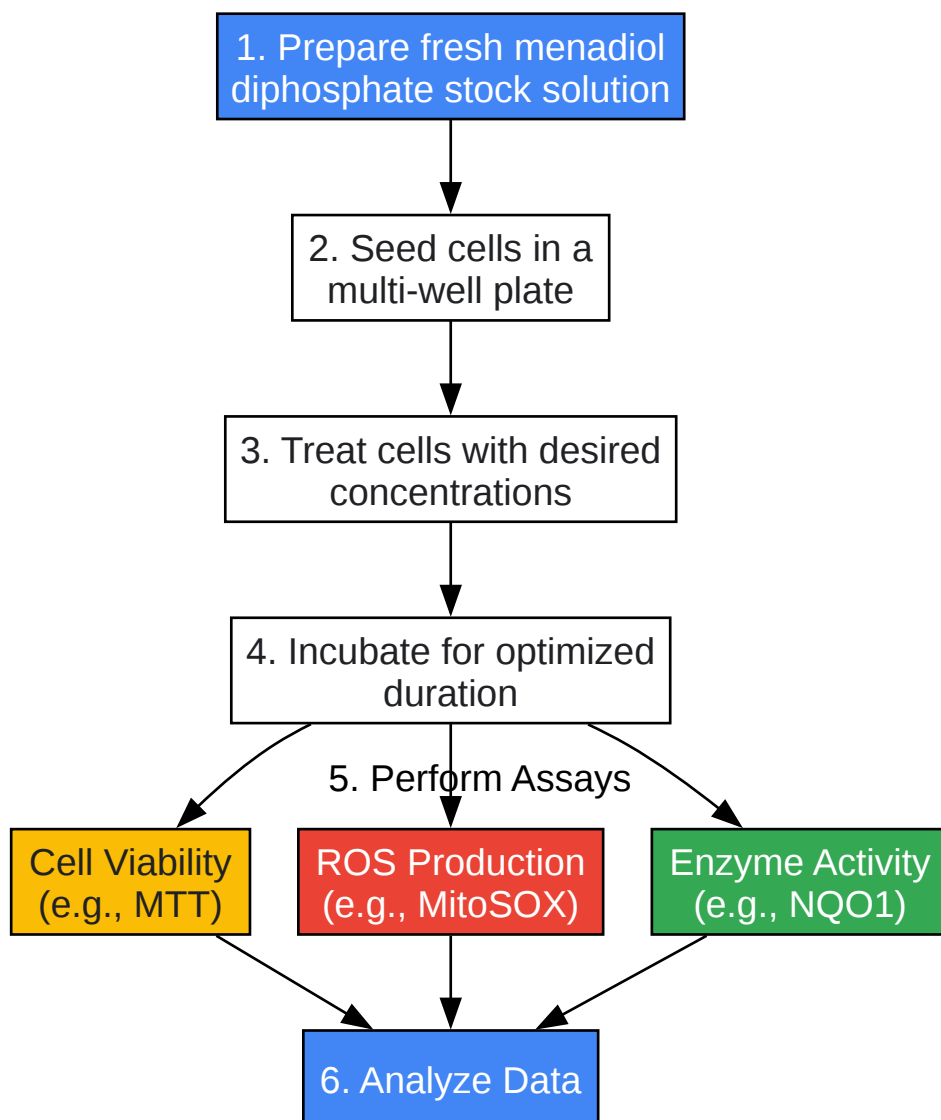 1. Prepare fresh menadiol
diphosphate stock solution
2. Seed cells in a
multi-well plate
3. Treat cells with desired
concentrations
4. Incubate for optimized
duration
5. Perform Assays
Cell Viability
(e.g., MTT)
ROS Production
(e.g., MitoSOX)
Enzyme Activity
(e.g., NQO1)
6. Analyze Data